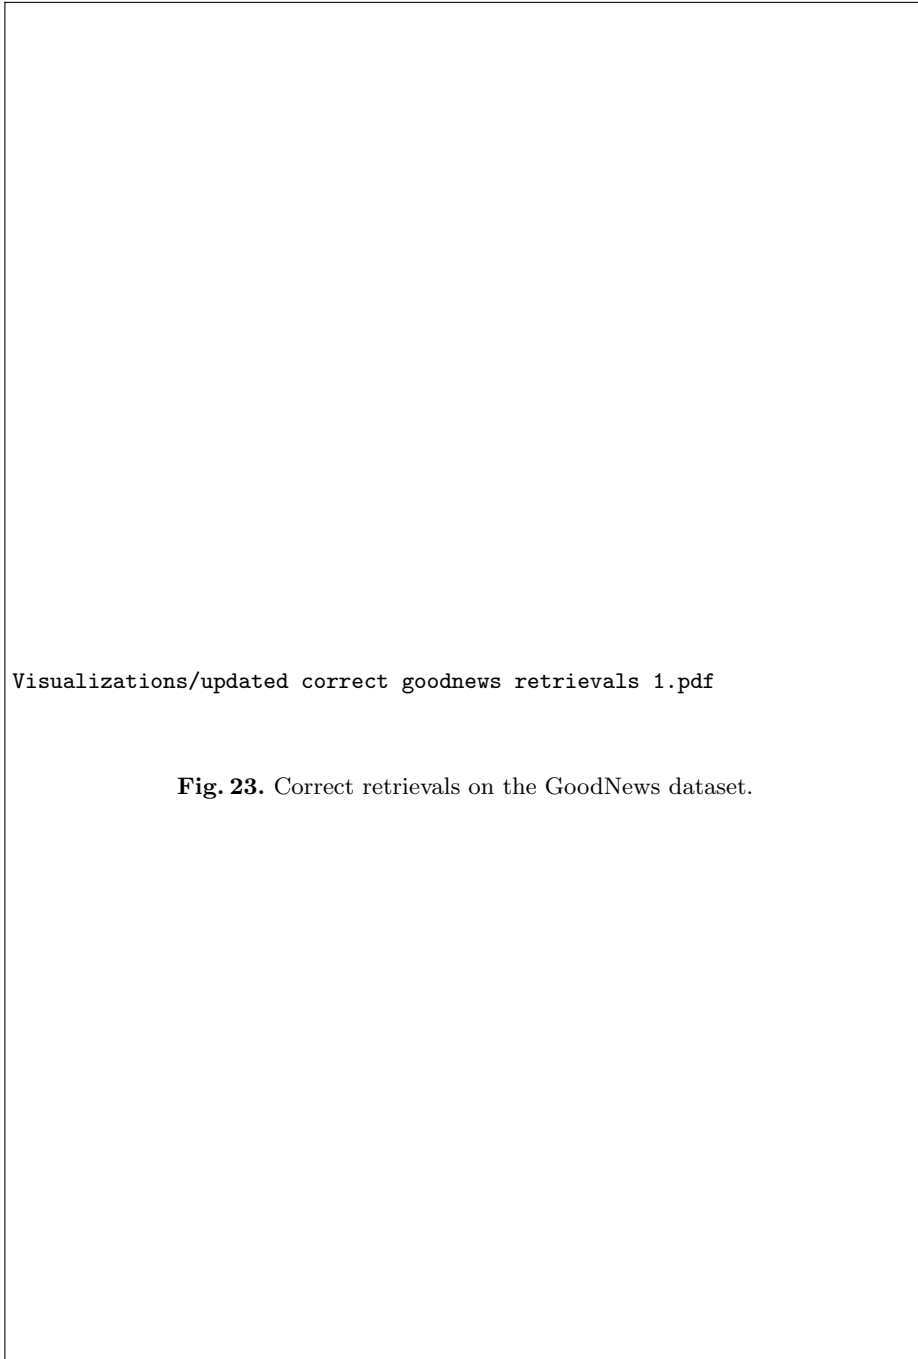 Visualizations/updated correct goodnews retrievals 1.pdf
Fig. 23. Correct retrievals on the GoodNews dataset.